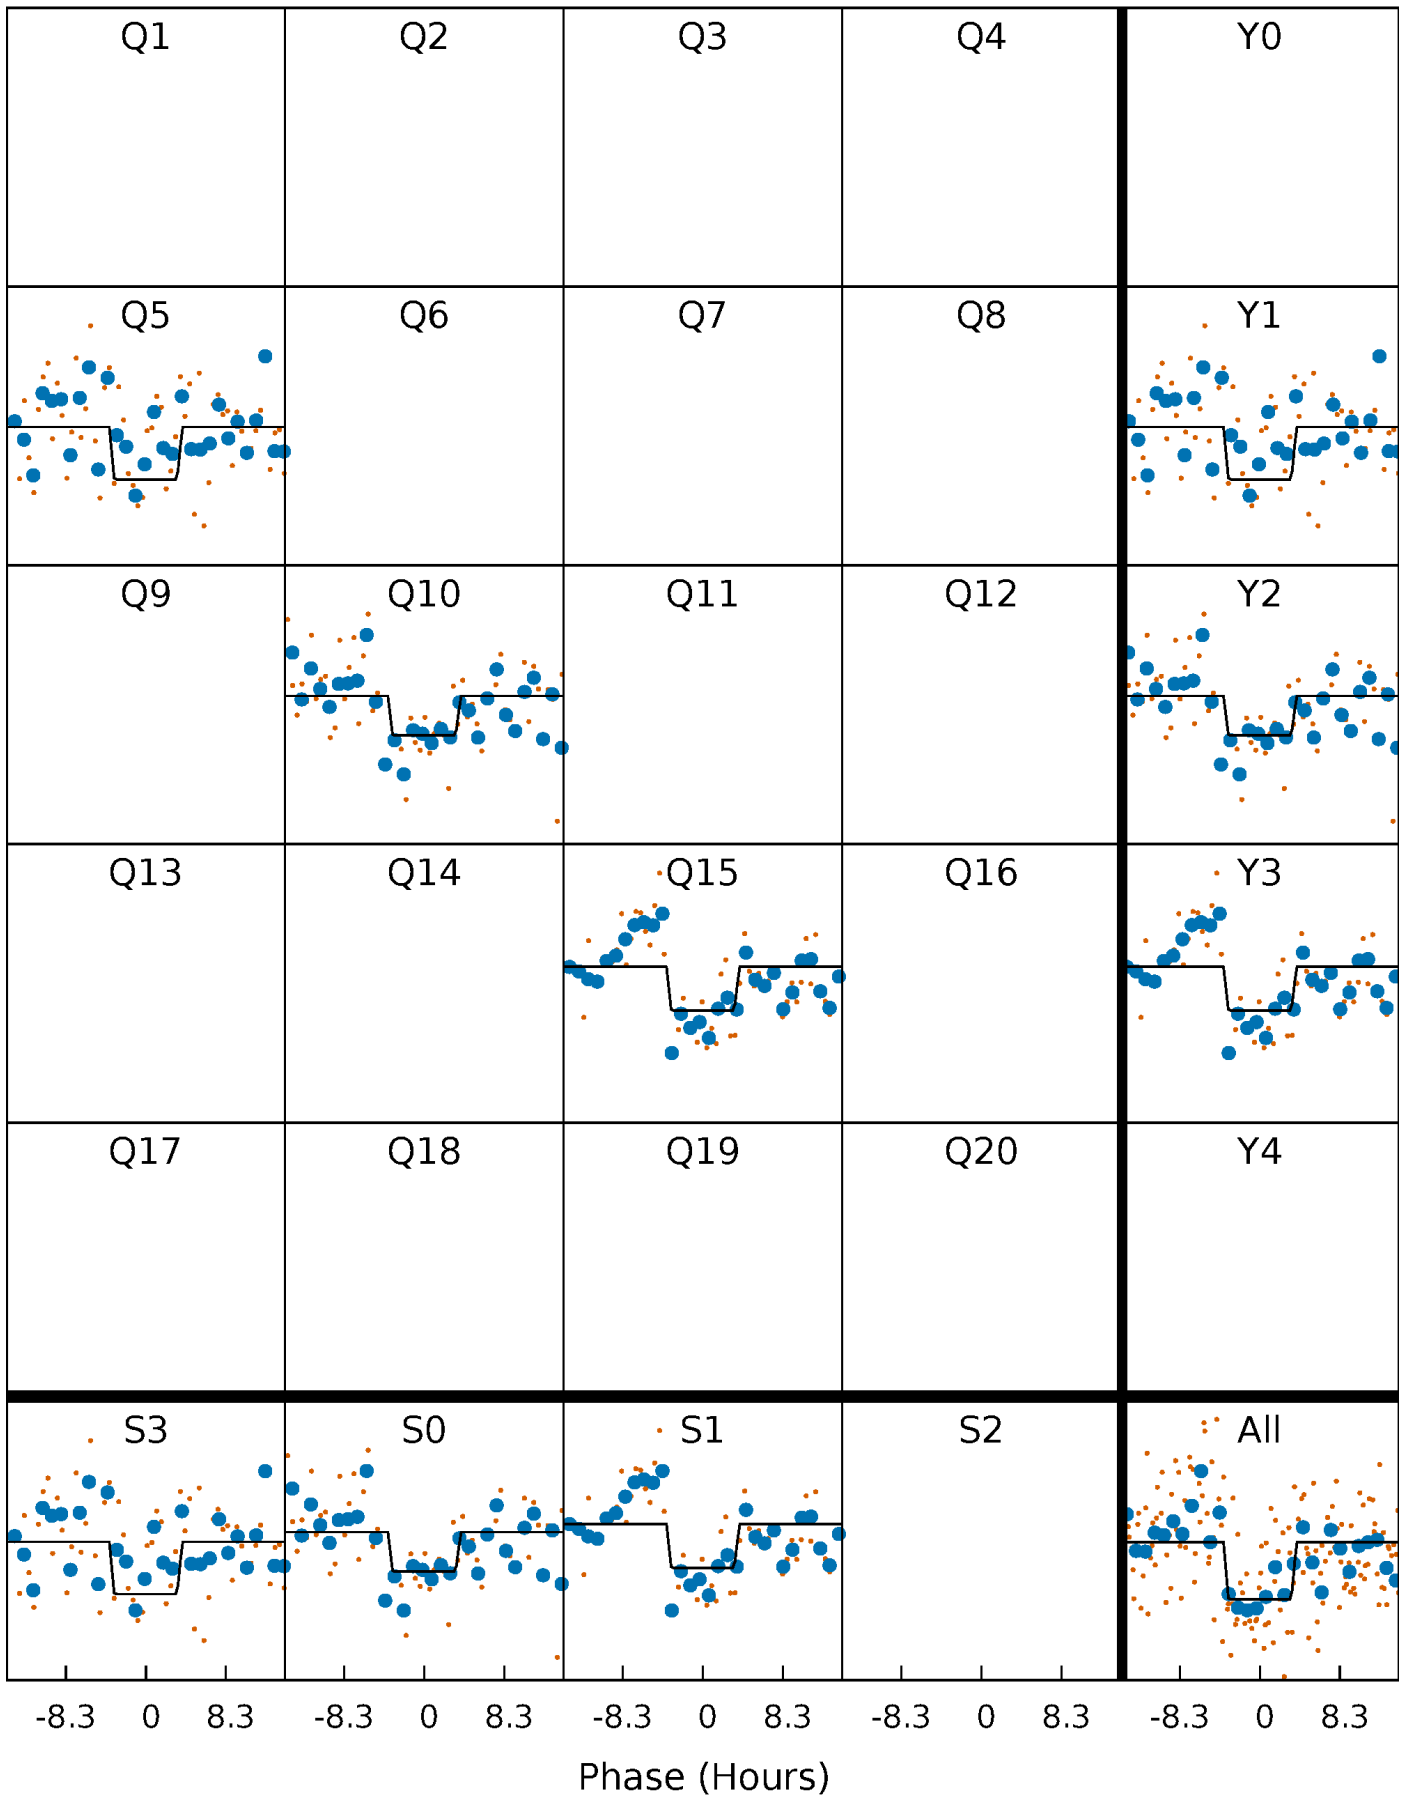 Q1 Q2 Q3 Q4 Y0
Q5 Q6 Q7 Q8 Y1
Q9 Q10 Q11 Q12 Y2
Q13 Q14 Q15 Q16 Y3
Q17 Q18 Q19 Q20 Y4
S3 S0 S1 S2 All
-8.3 0 8.3 -8.3 0 8.3 -8.3 0 8.3 -8.3 0 8.3 -8.3 0 8.3
Phase (Hours)